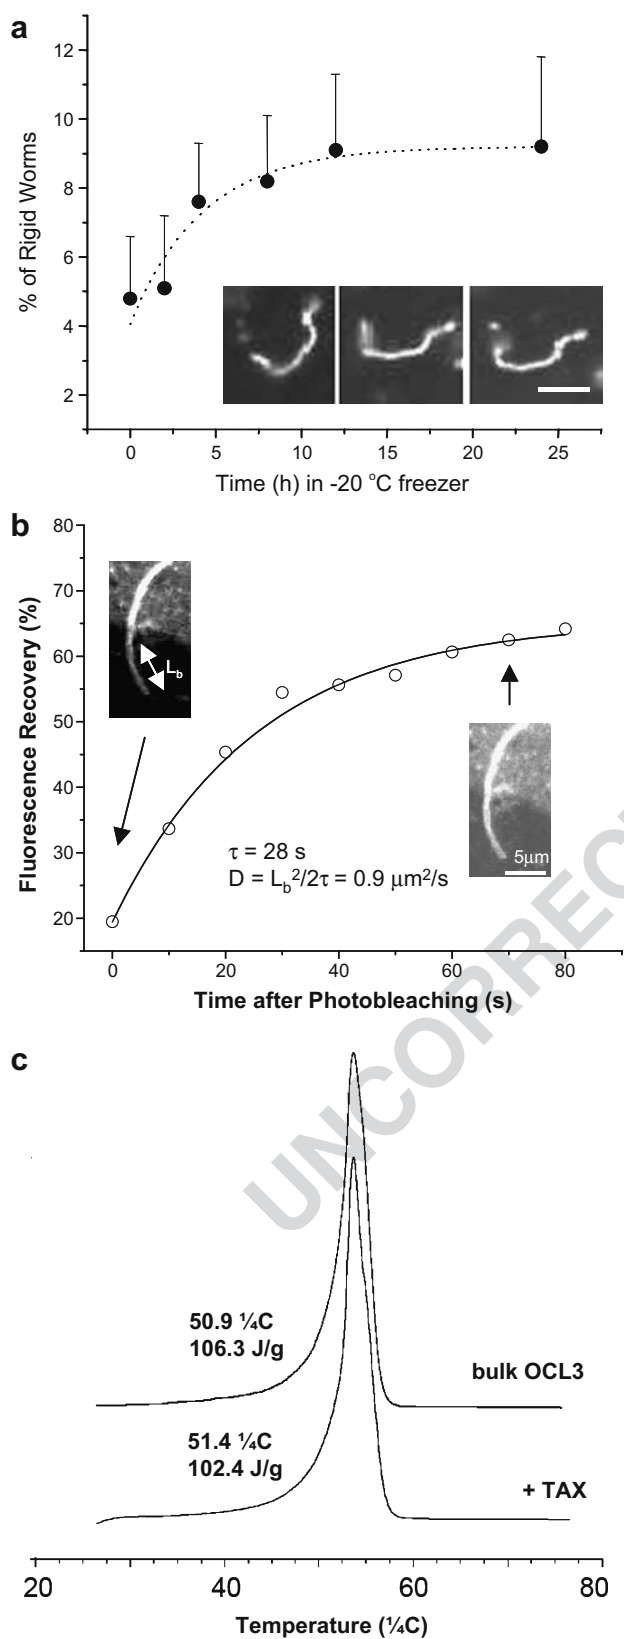 a
12
10
8
6
4
2
% of Rigid Worms
0 5 10 15 20 25
Time (h) in -20 °C freezer
b
80
70
60
50
40
30
20
Fluorescence Recovery (%)
L_b
τ = 28 s
D = L_b²/2τ = 0.9 μm²/s
5μm
0 20 40 60 80
Time after Photobleaching (s)
c
UNCORREC
50.9 ¼C
106.3 J/g
bulk OCL3
51.4 ¼C
102.4 J/g
+ TAX
20 40 60 80
Temperature (¼C)